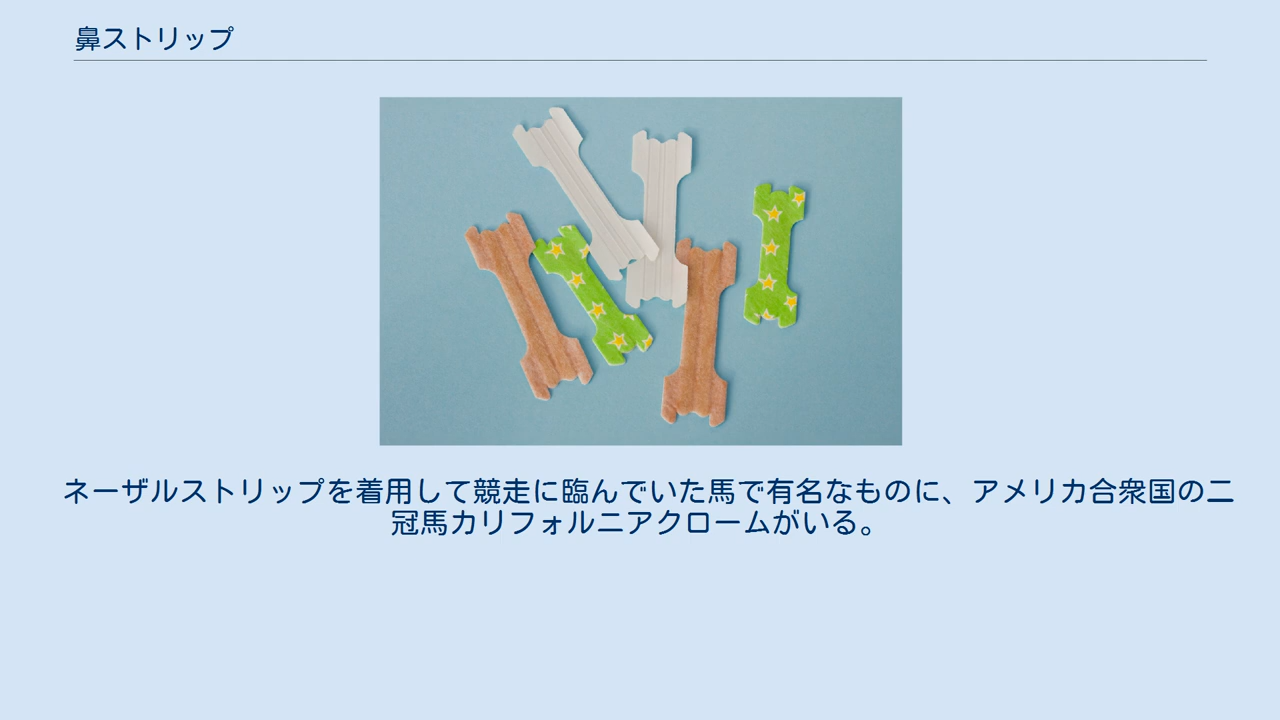 鼻ストリップ
ネーザルストリップを着用して競走に臨んでいた馬で有名なものに、アメリカ合衆国の二
冠馬カリフォルニアクロームがいる。